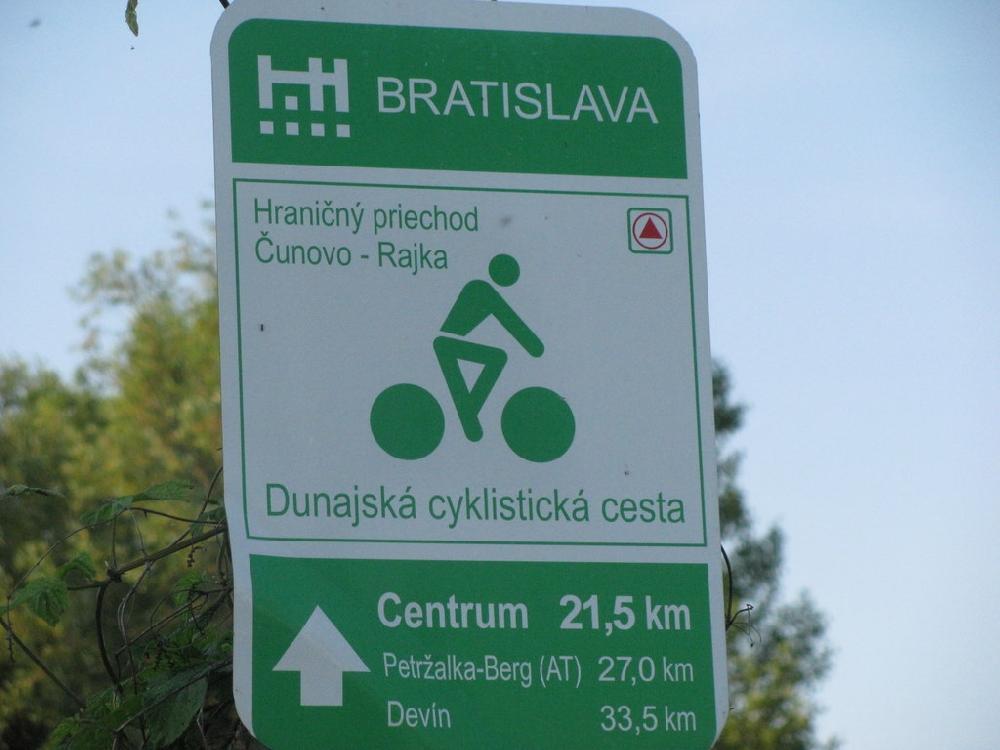 BRATISLAVA
Hraničný priechod
Čunovo - Rajka
Dunajská cyklistická cesta
Centrum 21,5 km
Petržalka-Berg (AT) 27,0 km
Devín 33,5 km